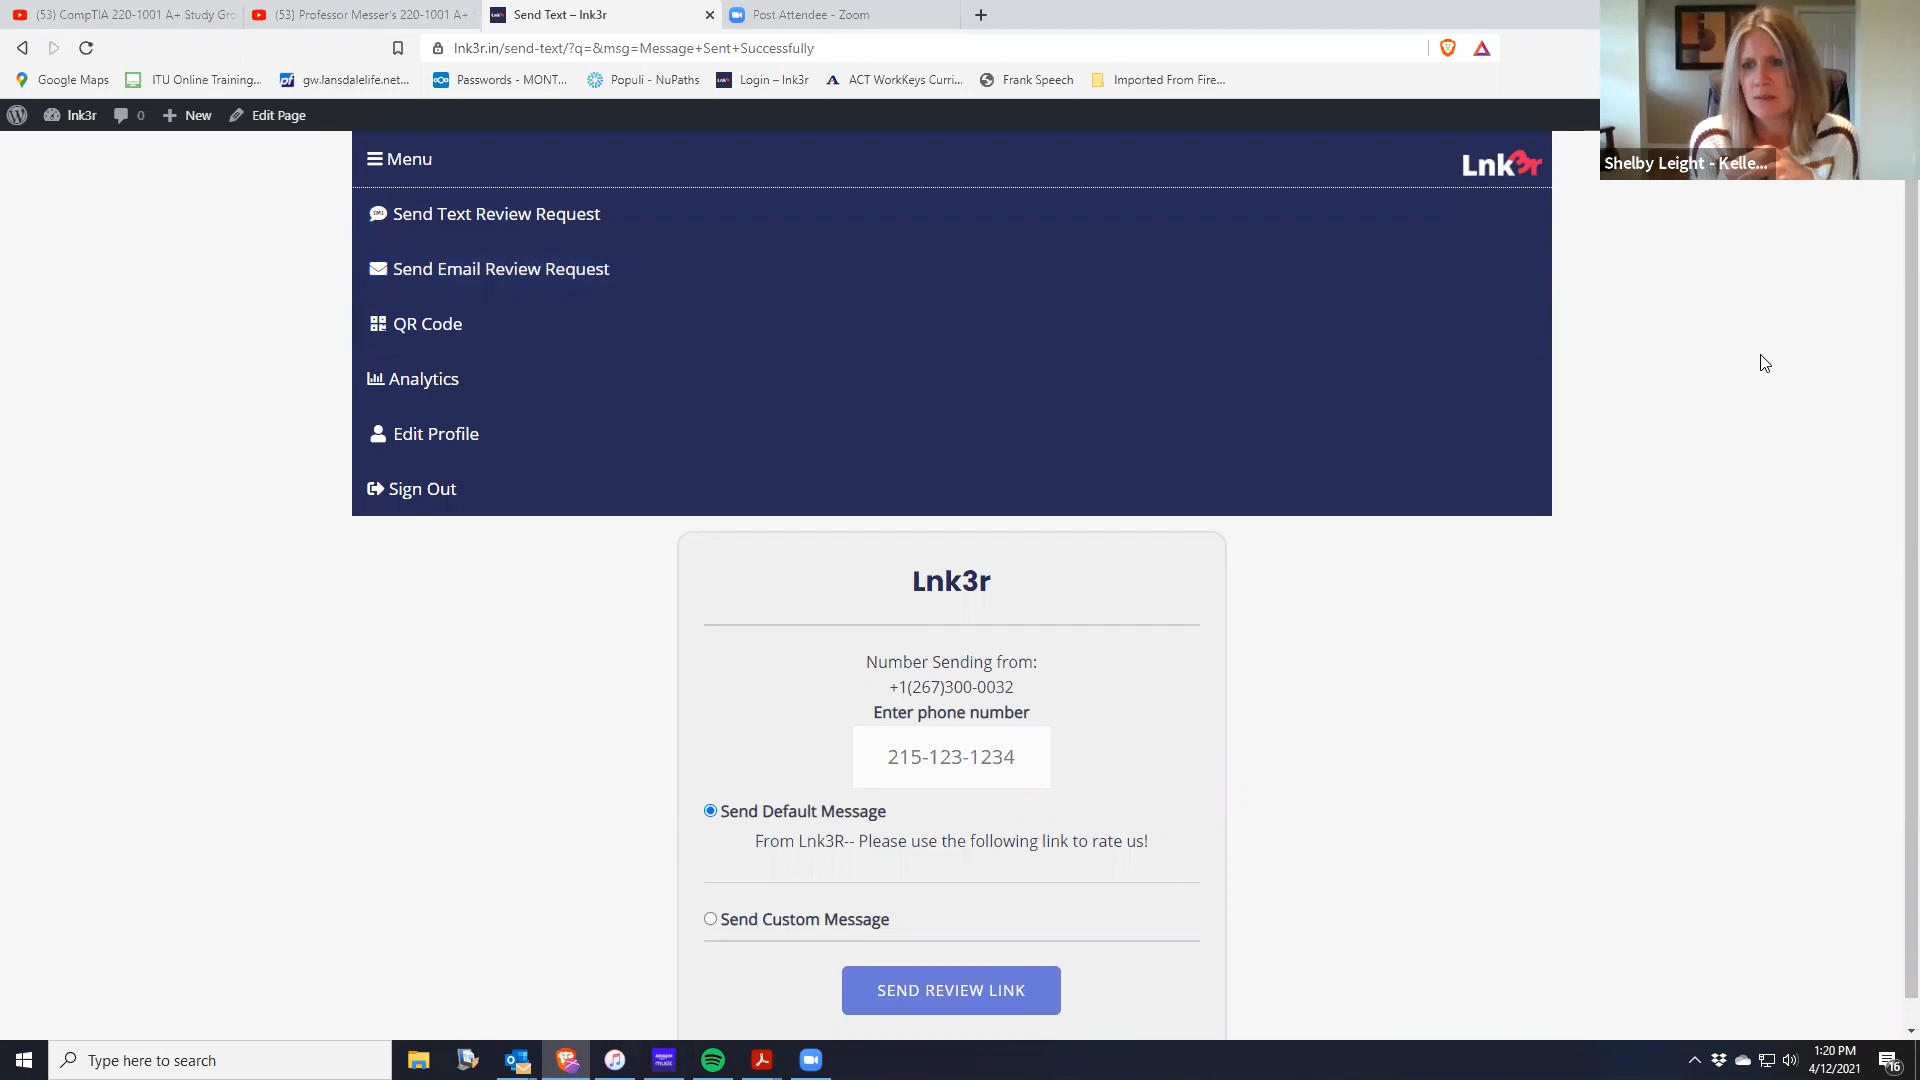 (53) CompTIA 220-1001 A+ Study Gro
(53) Professor Messer's 220-1001 A+
Send Text – lnk3r
Post Attendee - Zoom
lnk3r.in/send-text/?q=&msg=Message+Sent+Successfully
Google Maps
ITU Online Training...
gw.lansdalelife.net...
Passwords - MONT...
Populi - NuPaths
Login – lnk3r
ACT WorkKeys Curri...
Frank Speech
Imported From Fire...
lnk3r
0
New
Edit Page
Shelby Leight - Kelle...
Menu
Lnk3r
Send Text Review Request
Send Email Review Request
QR Code
Analytics
Edit Profile
Sign Out
Lnk3r
Number Sending from:
+1(267)300-0032
Enter phone number
215-123-1234
Send Default Message
From Lnk3R-- Please use the following link to rate us!
Send Custom Message
SEND REVIEW LINK
Type here to search
1:20 PM
4/12/2021
16